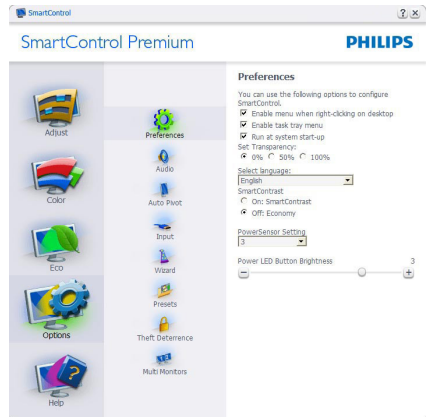 SmartControl
? ×
SmartControl Premium
PHILIPS
Adjust
Color
Eco
Options
Help
Preferences
Audio
Auto Pivot
Input
Wizard
Presets
Theft Deterrence
Multi Monitors
Preferences
You can use the following options to configure
SmartControl.
Enable menu when right-clicking on desktop
Enable task tray menu
Run at system start-up
Set Transparency:
0% 50% 100%
Select language:
English
SmartContrast
On: SmartContrast
Off: Economy
PowerSensor Setting
3
Power LED Button Brightness 3